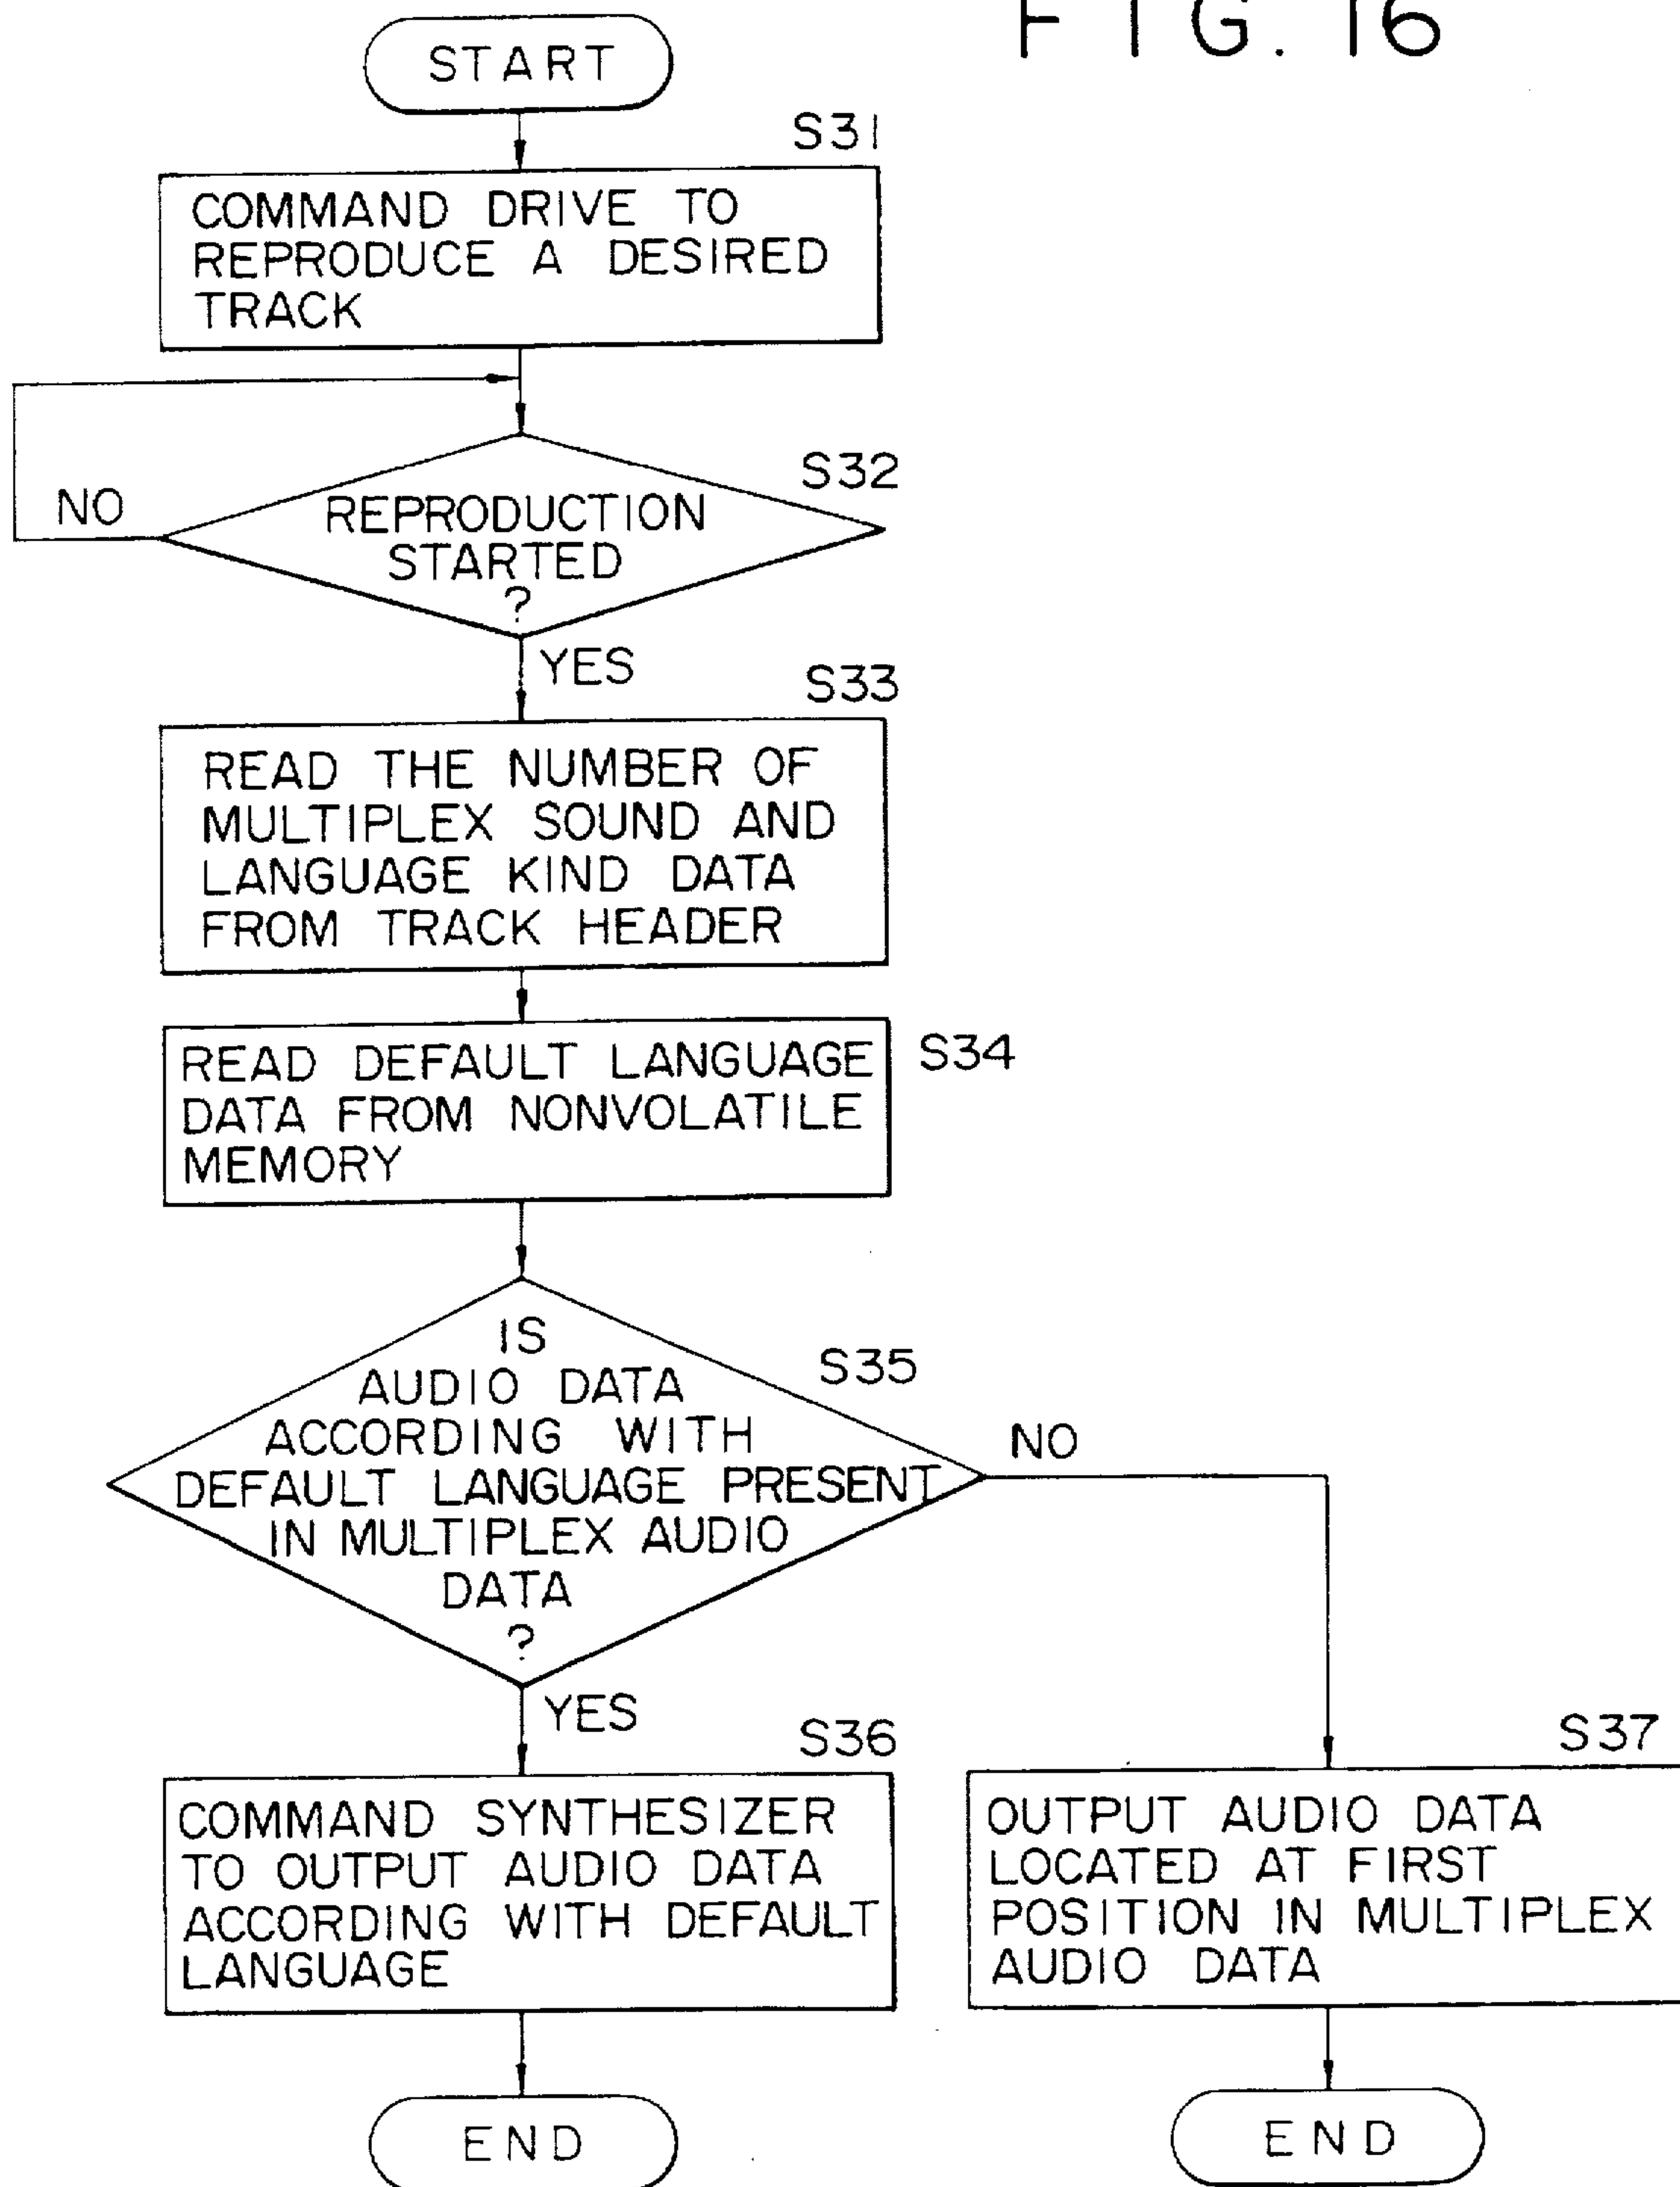 FIG. 16
START
S31
COMMAND DRIVE TO
REPRODUCE A DESIRED
TRACK
S32
NO
REPRODUCTION
STARTED
?
YES
S33
READ THE NUMBER OF
MULTIPLEX SOUND AND
LANGUAGE KIND DATA
FROM TRACK HEADER
S34
READ DEFAULT LANGUAGE
DATA FROM NONVOLATILE
MEMORY
IS
S35
AUDIO DATA
ACCORDING WITH
NO
DEFAULT LANGUAGE PRESENT
IN MULTIPLEX AUDIO
DATA
?
YES
S36
COMMAND SYNTHESIZER
TO OUTPUT AUDIO DATA
ACCORDING WITH DEFAULT
LANGUAGE
END
S37
OUTPUT AUDIO DATA
LOCATED AT FIRST
POSITION IN MULTIPLEX
AUDIO DATA
END